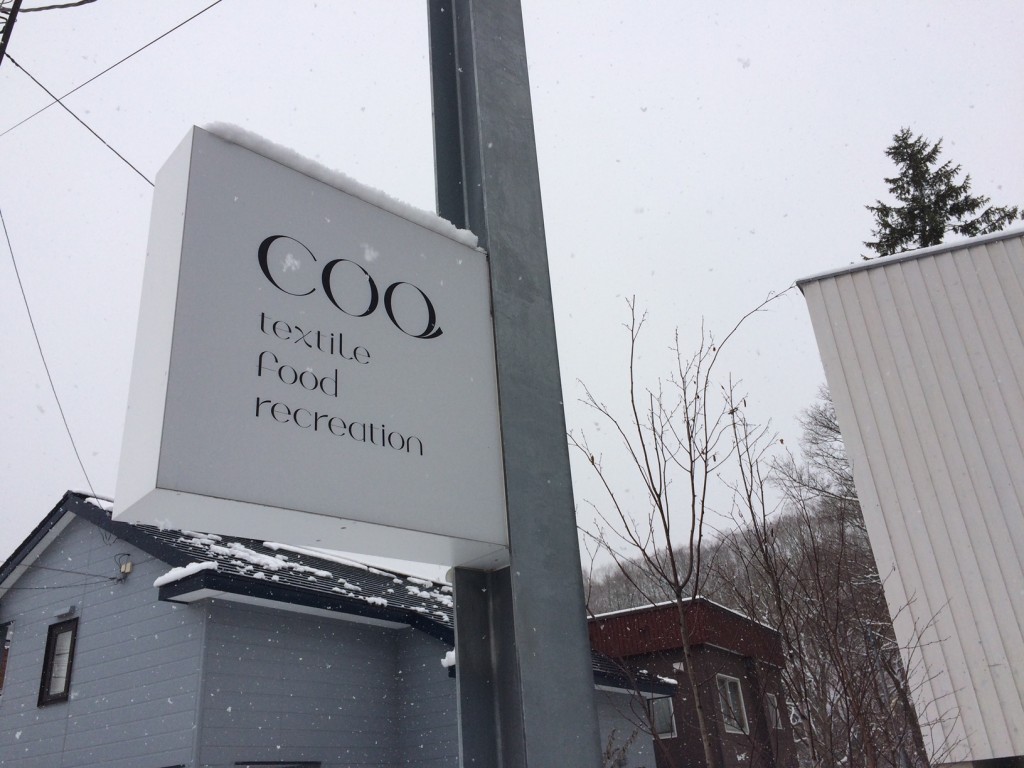 COQ
textile
food
recreation